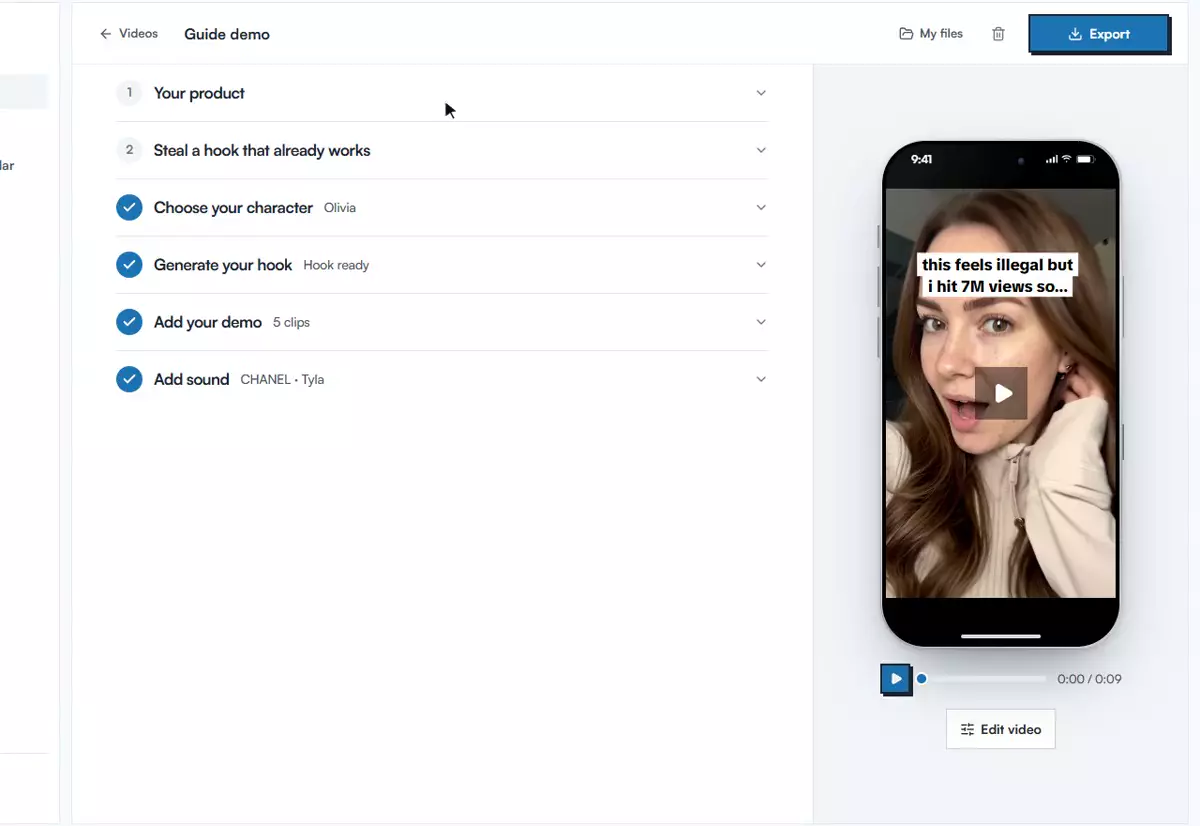 Videos
Guide demo
My files
Export
1
Your product
2
Steal a hook that already works
lar
Choose your character Olivia
Generate your hook Hook ready
Add your demo 5 clips
Add sound CHANEL · Tyla
9:41
this feels illegal but
i hit 7M views so...
0:00 / 0:09
Edit video